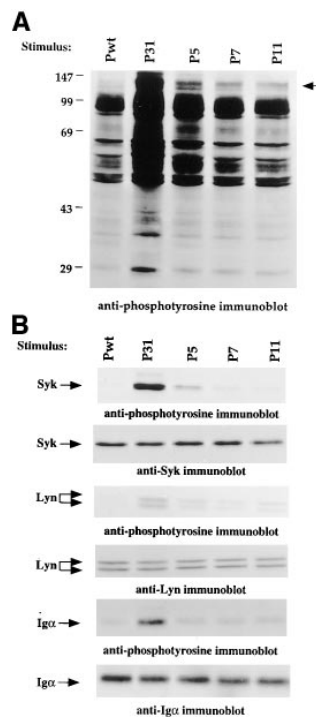 A
Stimulus: Pwt P31 P5 P7 P11
147
99
69
43
29
anti-phosphotyrosine immunoblot
B
Stimulus: Pwt P31 P5 P7 P11
Syk
anti-phosphotyrosine immunoblot
Syk
anti-Syk immunoblot
Lyn
anti-phosphotyrosine immunoblot
Lyn
anti-Lyn immunoblot
Igα
anti-phosphotyrosine immunoblot
Igα
anti-Igα immunoblot